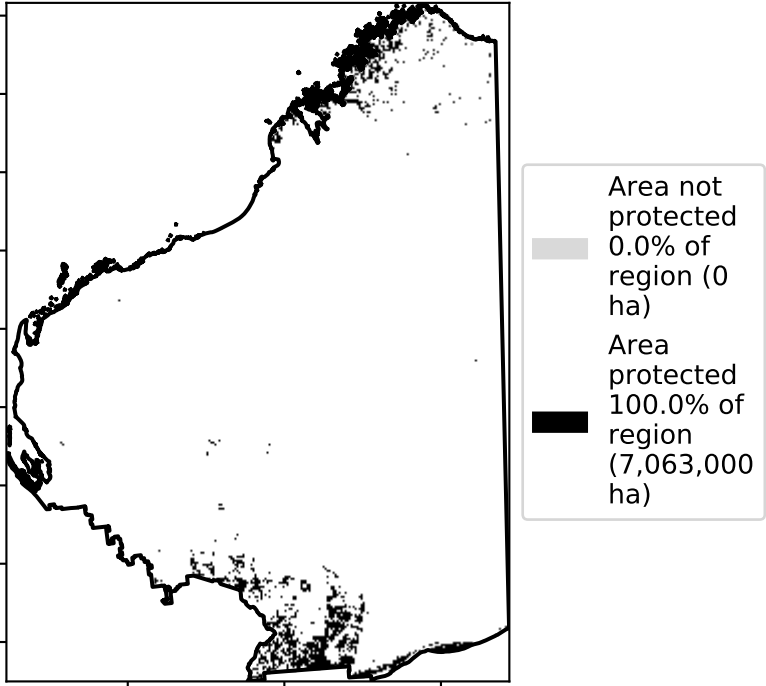 Area not
protected
0.0% of
region (0
ha)
Area
protected
100.0% of
region
(7,063,000
ha)